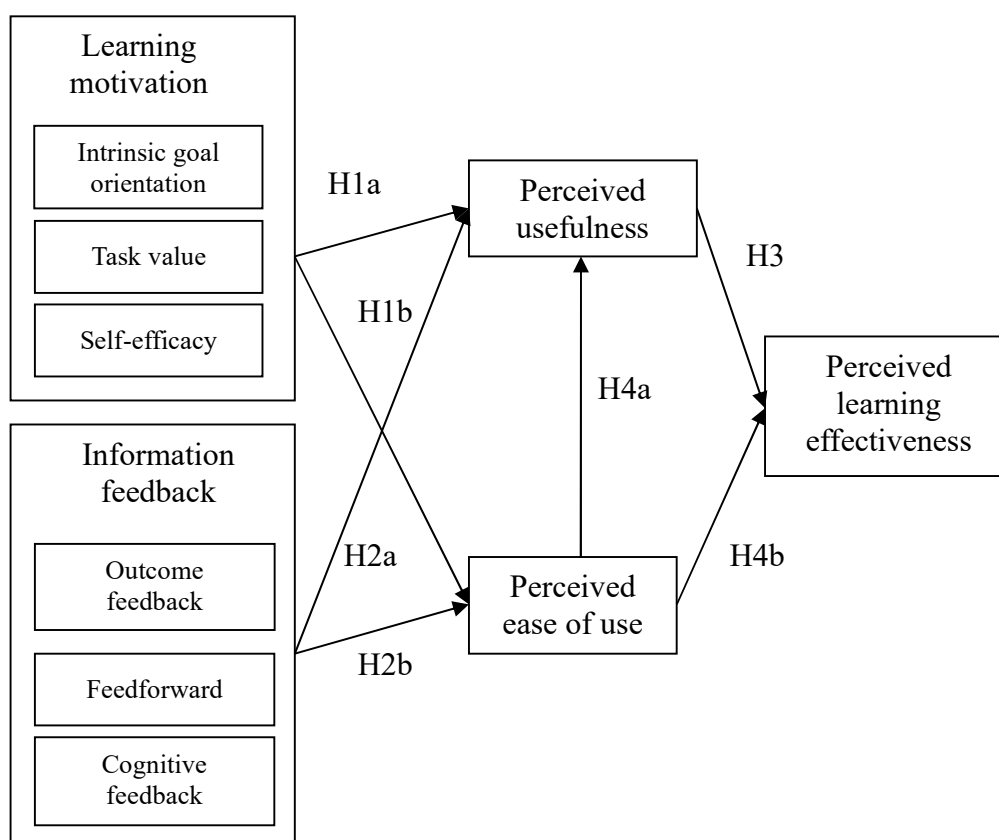 Learning
motivation
Intrinsic goal
orientation
Task value
Self-efficacy
Information
feedback
Outcome
feedback
Feedforward
Cognitive
feedback
H1a
H1b
H2a
H2b
Perceived
usefulness
H4a
Perceived
ease of use
H3
H4b
Perceived
learning
effectiveness